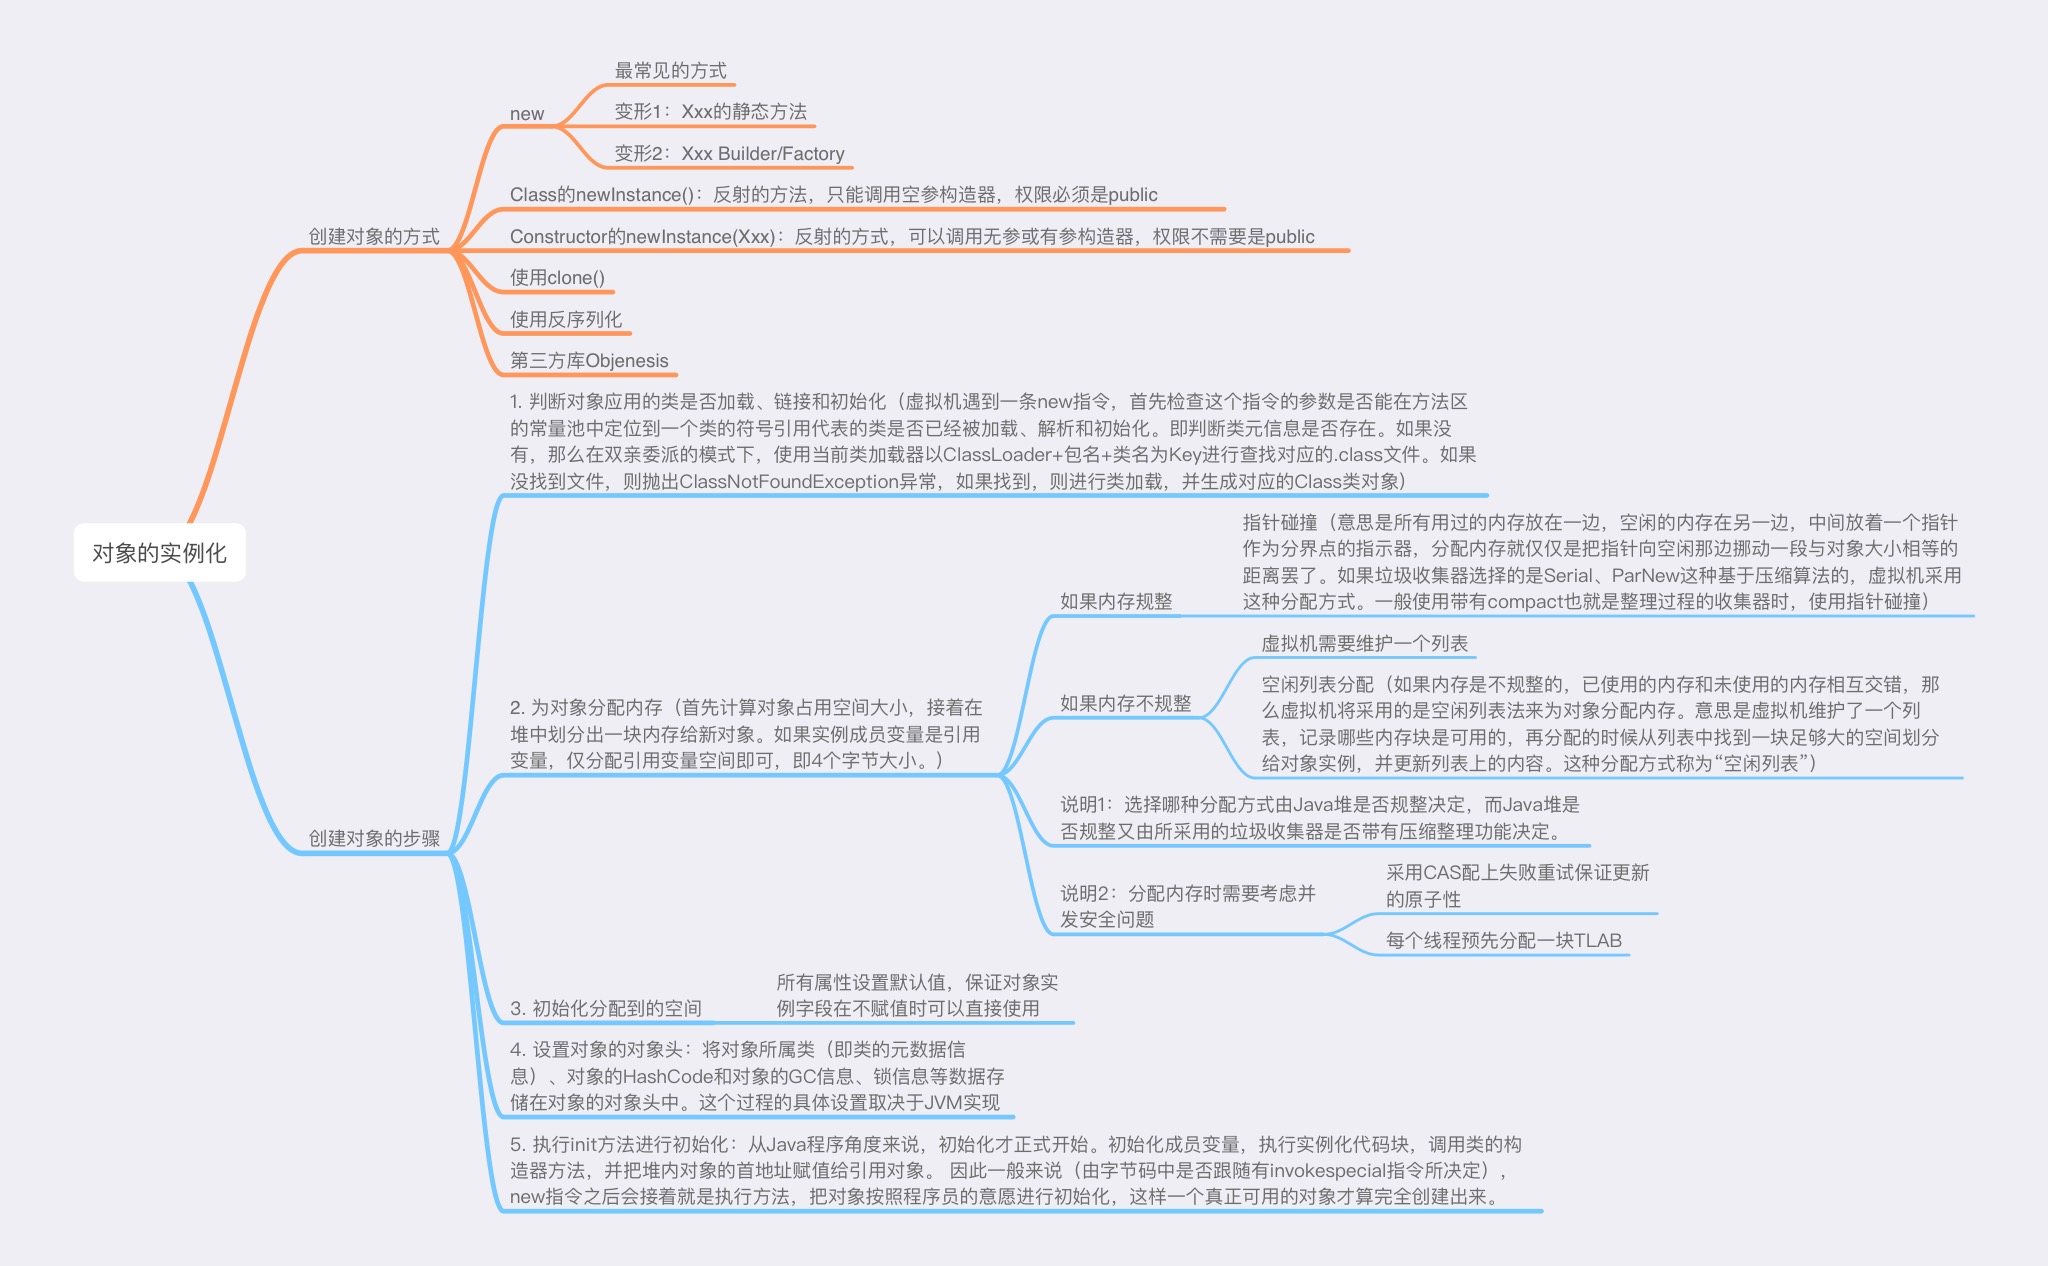 对象的实例化
创建对象的方式
new
最常见的方式
变形1：Xxx的静态方法
变形2：Xxx Builder/Factory
Class的newInstance()：反射的方法，只能调用空参构造器，权限必须是public
Constructor的newInstance(Xxx)：反射的方式，可以调用无参或有参构造器，权限不需要是public
使用clone()
使用反序列化
第三方库Objenesis
创建对象的步骤
1. 判断对象应用的类是否加载、链接和初始化（虚拟机遇到一条new指令，首先检查这个指令的参数是否能在方法区
的常量池中定位到一个类的符号引用代表的类是否已经被加载、解析和初始化。即判断类元信息是否存在。如果没
有，那么在双亲委派的模式下，使用当前类加载器以ClassLoader+包名+类名为Key进行查找对应的.class文件。如果
没找到文件，则抛出ClassNotFoundException异常，如果找到，则进行类加载，并生成对应的Class类对象）
2. 为对象分配内存（首先计算对象占用空间大小，接着在
堆中划分出一块内存给新对象。如果实例成员变量是引用
变量，仅分配引用变量空间即可，即4个字节大小。）
如果内存规整
指针碰撞（意思是所有用过的内存放在一边，空闲的内存在另一边，中间放着一个指针
作为分界点的指示器，分配内存就仅仅是把指针向空闲那边挪动一段与对象大小相等的
距离罢了。如果垃圾收集器选择的是Serial、ParNew这种基于压缩算法的，虚拟机采用
这种分配方式。一般使用带有compact也就是整理过程的收集器时，使用指针碰撞）
如果内存不规整
虚拟机需要维护一个列表
空闲列表分配（如果内存是不规整的，已使用的内存和未使用的内存相互交错，那
么虚拟机将采用的是空闲列表法来为对象分配内存。意思是虚拟机维护了一个列
表，记录哪些内存块是可用的，再分配的时候从列表中找到一块足够大的空间划分
给对象实例，并更新列表上的内容。这种分配方式称为“空闲列表”）
说明1：选择哪种分配方式由Java堆是否规整决定，而Java堆是
否规整又由所采用的垃圾收集器是否带有压缩整理功能决定。
说明2：分配内存时需要考虑并
发安全问题
采用CAS配上失败重试保证更新
的原子性
每个线程预先分配一块TLAB
3. 初始化分配到的空间
所有属性设置默认值，保证对象实
例字段在不赋值时可以直接使用
4. 设置对象的对象头：将对象所属类（即类的元数据信
息）、对象的HashCode和对象的GC信息、锁信息等数据存
储在对象的对象头中。这个过程的具体设置取决于JVM实现
5. 执行init方法进行初始化：从Java程序角度来说，初始化才正式开始。初始化成员变量，执行实例化代码块，调用类的构
造器方法，并把堆内对象的首地址赋值给引用对象。 因此一般来说（由字节码中是否跟随有invokespecial指令所决定），
new指令之后会接着就是执行方法，把对象按照程序员的意愿进行初始化，这样一个真正可用的对象才算完全创建出来。